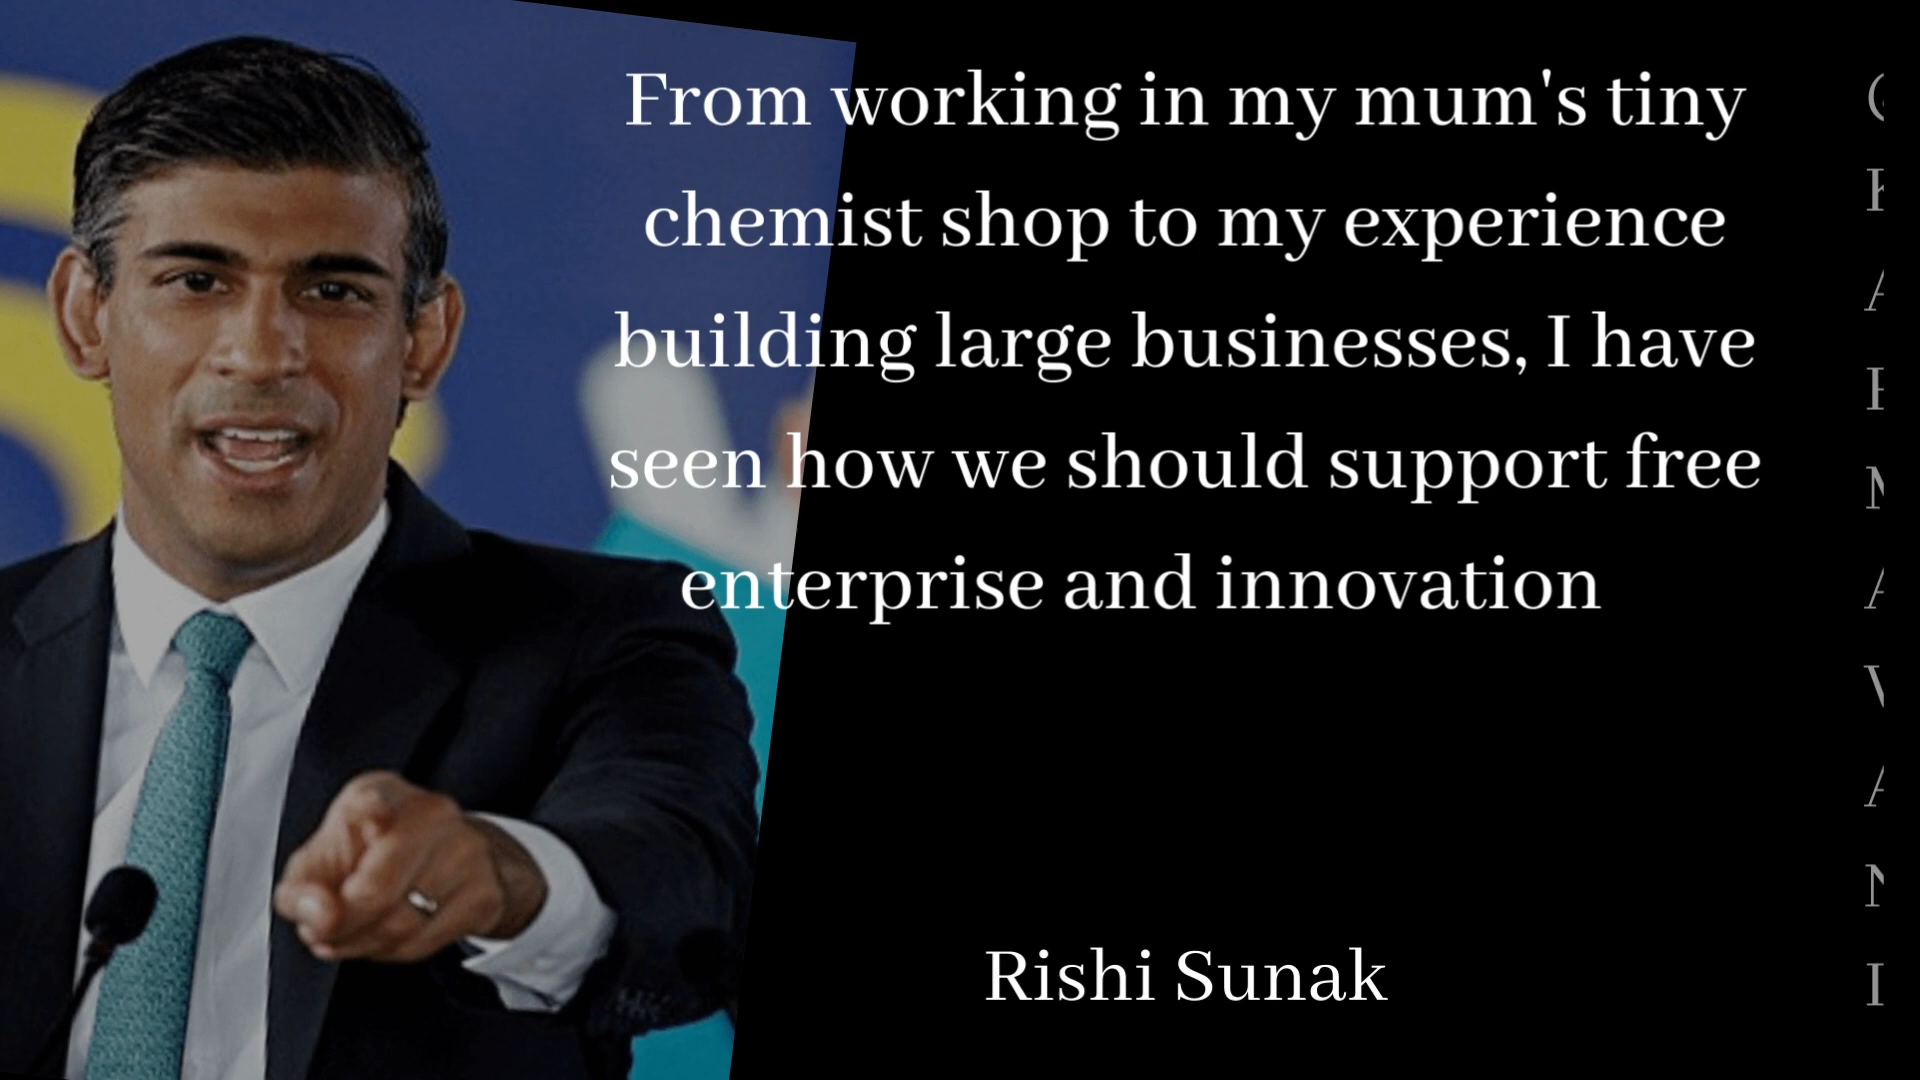 From working in my mum's tiny
chemist shop to my experience
building large businesses, I have
seen how we should support free
enterprise and innovation
Rishi Sunak